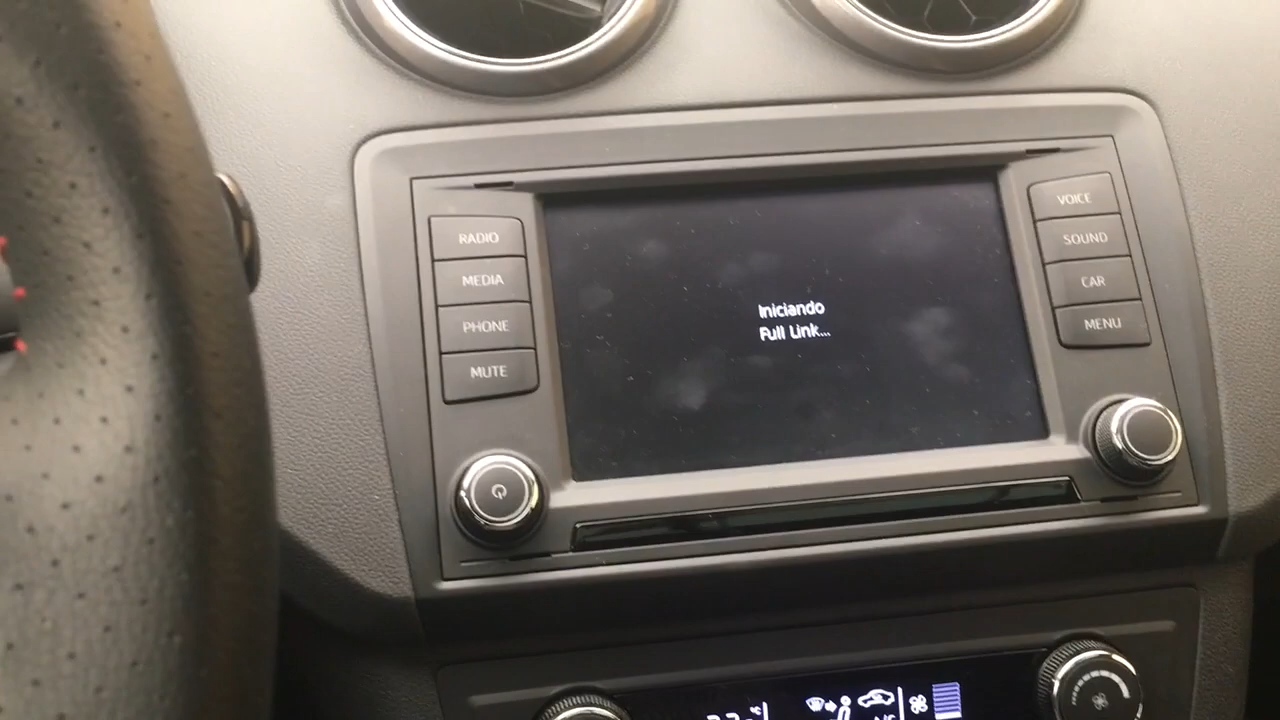 RADIO
MEDIA
PHONE
MUTE
Iniciando
Full Link...
VOICE
SOUND
CAR
MENU